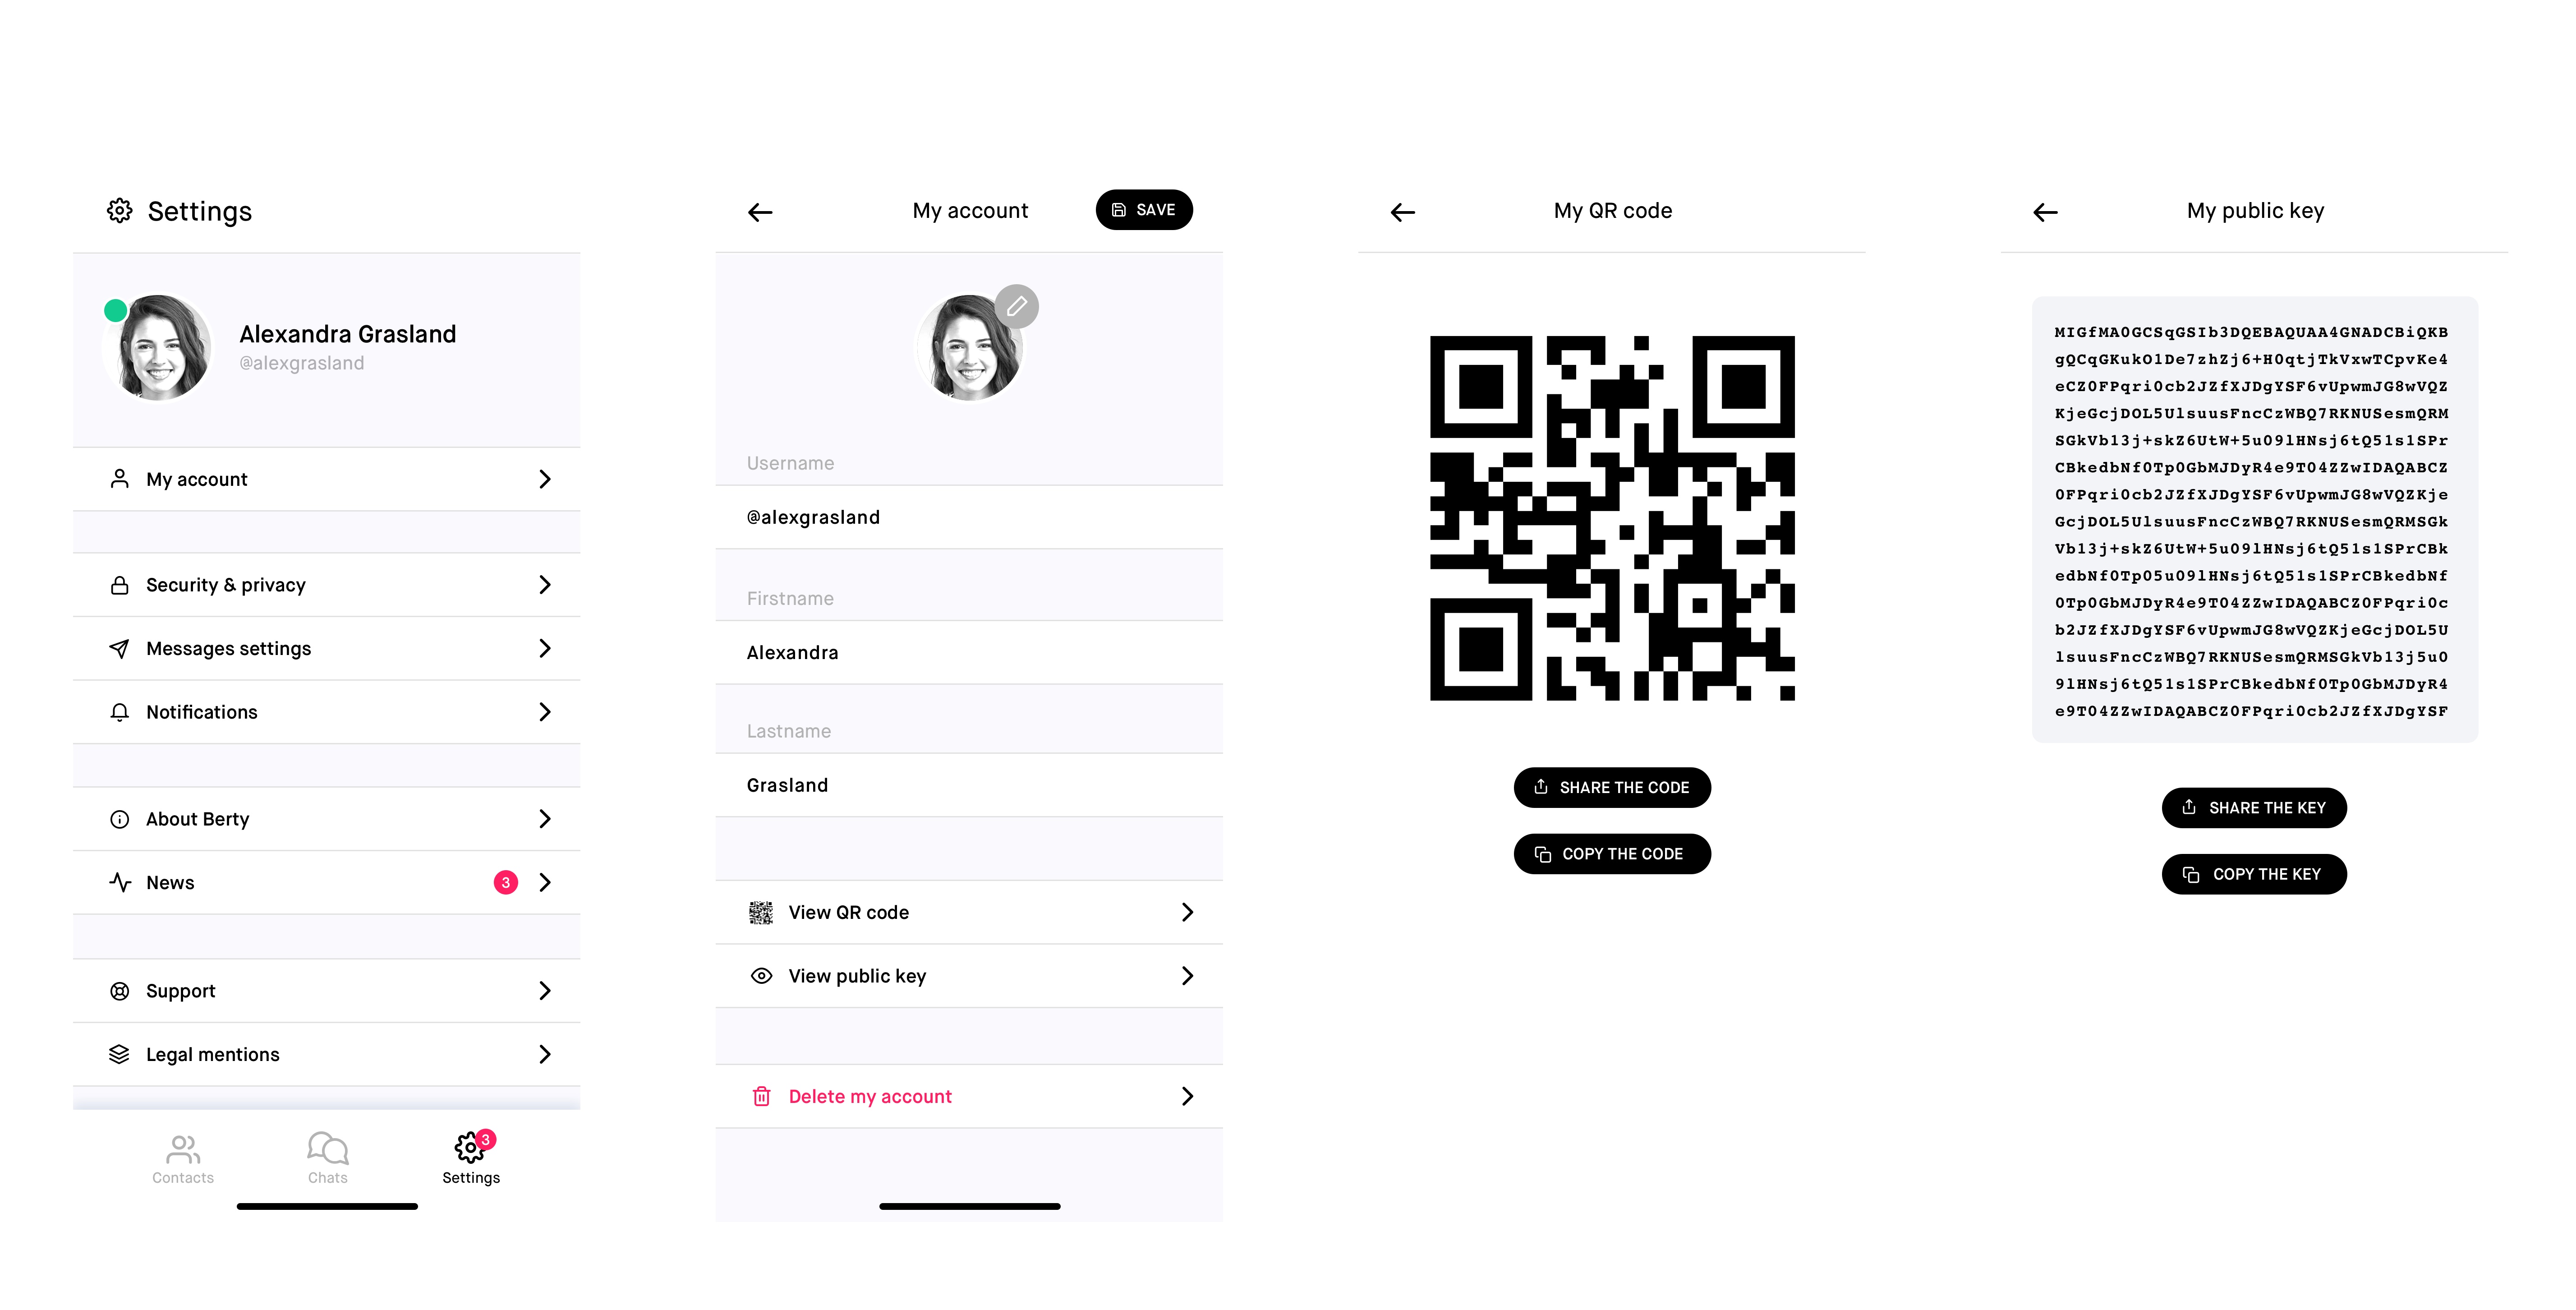 Settings
Alexandra Grasland
@alexgrasland
My account
Security & privacy
Messages settings
Notifications
About Berty
News
3
Support
Legal mentions
Contacts
Chats
Settings
3
My account
SAVE
Username
@alexgrasland
Firstname
Alexandra
Lastname
Grasland
View QR code
View public key
Delete my account
My QR code
SHARE THE CODE
COPY THE CODE
My public key
MIGfMA0GCSqGSIb3DQEBAQUAA4GNADCBiQKB
gQCqGKukO1De7zhZj6+H0qtjTkVxwTCpvKe4
eCZ0FPqri0cb2JZfXJDgYSF6vUpwmJG8wVQZ
KjeGcjDOL5UlsuusFncCzWBQ7RKNUSesmQRM
SGkVb13j+skZ6UtW+5u09lHNsj6tQ51s1SPr
CBkedbNf0Tp0GbMJDyR4e9T04ZZwIDAQABCZ
0FPqri0cb2JZfXJDgYSF6vUpwmJG8wVQZKje
GcjDOL5UlsuusFncCzWBQ7RKNUSesmQRMSGk
Vb13j+skZ6UtW+5u09lHNsj6tQ51s1SPrCBk
edbNf0Tp05u09lHNsj6tQ51s1SPrCBkedbNf
0Tp0GbMJDyR4e9T04ZZwIDAQABCZ0FPqri0c
b2JZfXJDgYSF6vUpwmJG8wVQZKjeGcjDOL5U
lsuusFncCzWBQ7RKNUSesmQRMSGkVb13j5u0
9lHNsj6tQ51s1SPrCBkedbNf0Tp0GbMJDyR4
e9T04ZZwIDAQABCZ0FPqri0cb2JZfXJDgYSF
SHARE THE KEY
COPY THE KEY